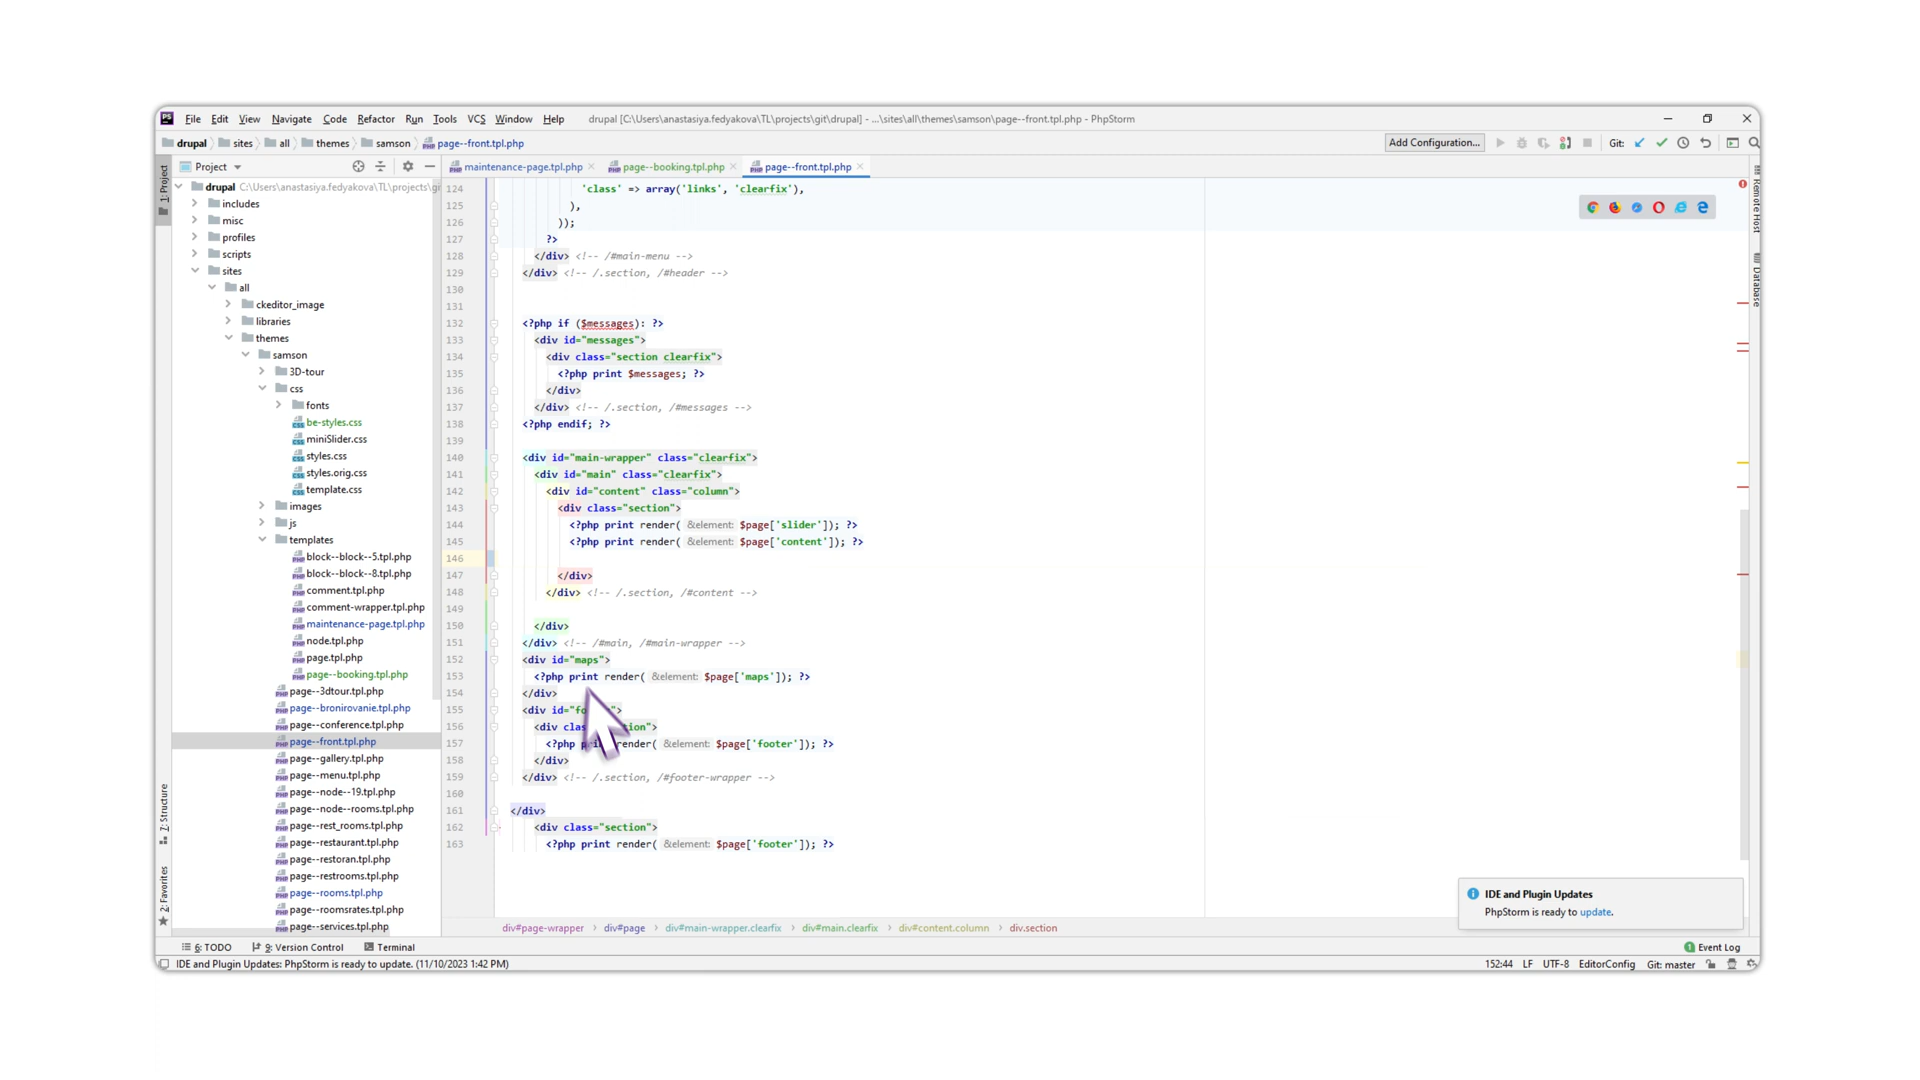 File Edit View Navigate Code Refactor Run Tools VCS Window Help drupal [C:\Users\anastasiya.fedyakova\TL\projects\git\drupal] - ...\sites\all\themes\samson\page--front.tpl.php - PhpStorm
drupal sites all themes samson page--front.tpl.php
Add Configuration... Git:
Project
maintenance-page.tpl.php page--booking.tpl.php page--front.tpl.php
1: Project
Z: Structure
2: Favorites
drupal C:\Users\anastasiya.fedyakova\TL\projects\gi
includes
misc
profiles
scripts
sites
all
ckeditor_image
libraries
themes
samson
3D-tour
css
fonts
be-styles.css
miniSlider.css
styles.css
styles.orig.css
template.css
images
js
templates
block--block--5.tpl.php
block--block--8.tpl.php
comment.tpl.php
comment-wrapper.tpl.php
maintenance-page.tpl.php
node.tpl.php
page.tpl.php
page--booking.tpl.php
page--3dtour.tpl.php
page--bronirovanie.tpl.php
page--conference.tpl.php
page--front.tpl.php
page--gallery.tpl.php
page--menu.tpl.php
page--node--19.tpl.php
page--node--rooms.tpl.php
page--rest_rooms.tpl.php
page--restaurant.tpl.php
page--restoran.tpl.php
page--restrooms.tpl.php
page--rooms.tpl.php
page--roomsrates.tpl.php
page--services.tpl.php
124 'class' => array('links', 'clearfix'),
125 ),
126 ));
127 ?>
128 </div> <!-- /#main-menu -->
129 </div> <!-- /.section, /#header -->
130
131
132 <?php if ($messages): ?>
133 <div id="messages">
134 <div class="section clearfix">
135 <?php print $messages; ?>
136 </div>
137 </div> <!-- /.section, /#messages -->
138 <?php endif; ?>
139
140 <div id="main-wrapper" class="clearfix">
141 <div id="main" class="clearfix">
142 <div id="content" class="column">
143 <div class="section">
144 <?php print render( &element: $page['slider']); ?>
145 <?php print render( &element: $page['content']); ?>
146
147 </div>
148 </div> <!-- /.section, /#content -->
149
150 </div>
151 </div> <!-- /#main, /#main-wrapper -->
152 <div id="maps">
153 <?php print render( &element: $page['maps']); ?>
154 </div>
155 <div id="fo ">
156 <div clas tion">
157 <?php print render( &element: $page['footer']); ?>
158 </div>
159 </div> <!-- /.section, /#footer-wrapper -->
160
161 </div>
162 <div class="section">
163 <?php print render( &element: $page['footer']); ?>
Remote Host
Database
IDE and Plugin Updates
PhpStorm is ready to update.
div#page-wrapper div#page div#main-wrapper.clearfix div#main.clearfix div#content.column div.section
6: TODO 9: Version Control Terminal 1 Event Log
IDE and Plugin Updates: PhpStorm is ready to update. (11/10/2023 1:42 PM) 152:44 LF UTF-8 EditorConfig Git: master